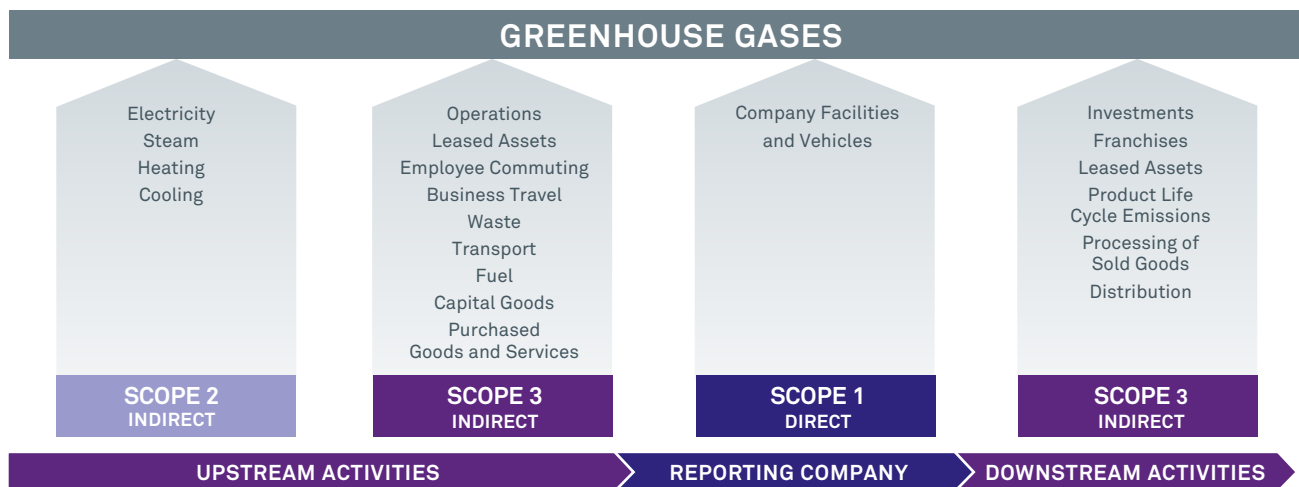 GREENHOUSE GASES
Electricity
Steam
Heating
Cooling
SCOPE 2
INDIRECT
Operations
Leased Assets
Employee Commuting
Business Travel
Waste
Transport
Fuel
Capital Goods
Purchased
Goods and Services
SCOPE 3
INDIRECT
Company Facilities
and Vehicles
SCOPE 1
DIRECT
Investments
Franchises
Leased Assets
Product Life
Cycle Emissions
Processing of
Sold Goods
Distribution
SCOPE 3
INDIRECT
UPSTREAM ACTIVITIES
REPORTING COMPANY
DOWNSTREAM ACTIVITIES